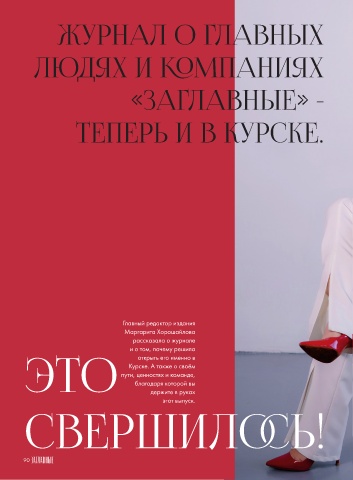 ЖУРНАЛ О ГЛАВНЫХ
ЛЮДЯХ И КОМПАНИЯХ
«ЗАГЛАВНЫЕ» -
ТЕПЕРЬ И В КУРСКЕ.
Главный редактор издания
Маргарита Хорошайлова
рассказала о журнале
и о том, почему решила
открыть его именно в
Курске. А также о своём
пути, ценностях и команде,
благодаря которой вы
держите в руках
этот выпуск.
ЭТО
СВЕРШИЛОСЬ!
90 ЗАГЛАВНЫЕ